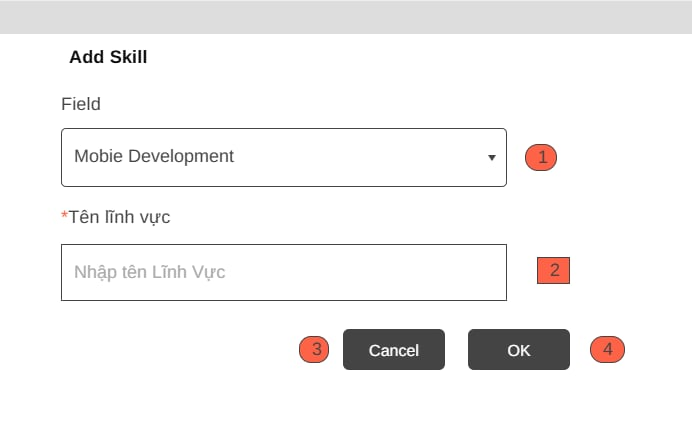 Add Skill
Field
Mobie Development
1
*Tên lĩnh vực
Nhập tên Lĩnh Vực
2
3 Cancel OK 4